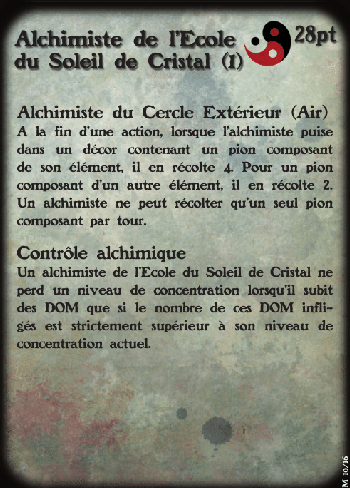 Alchimiste de l'Ecole 28pt
du Soleil de Cristal (1)
Alchimiste du Cercle Extérieur (Air)
A la fin d'une action, lorsque l'alchimiste puise
dans un décor contenant un pion composant
de son élément, il en récolte 4. Pour un pion
composant d'un autre élément, il en récolte 2.
Un alchimiste ne peut récolter qu'un seul pion
composant par tour.
Contrôle alchimique
Un alchimiste de l'Ecole du Soleil de Cristal ne
perd un niveau de concentration lorsqu'il subit
des DOM que si le nombre de ces DOM infli-
gés est strictement supérieur à son niveau de
concentration actuel.
M 10/16